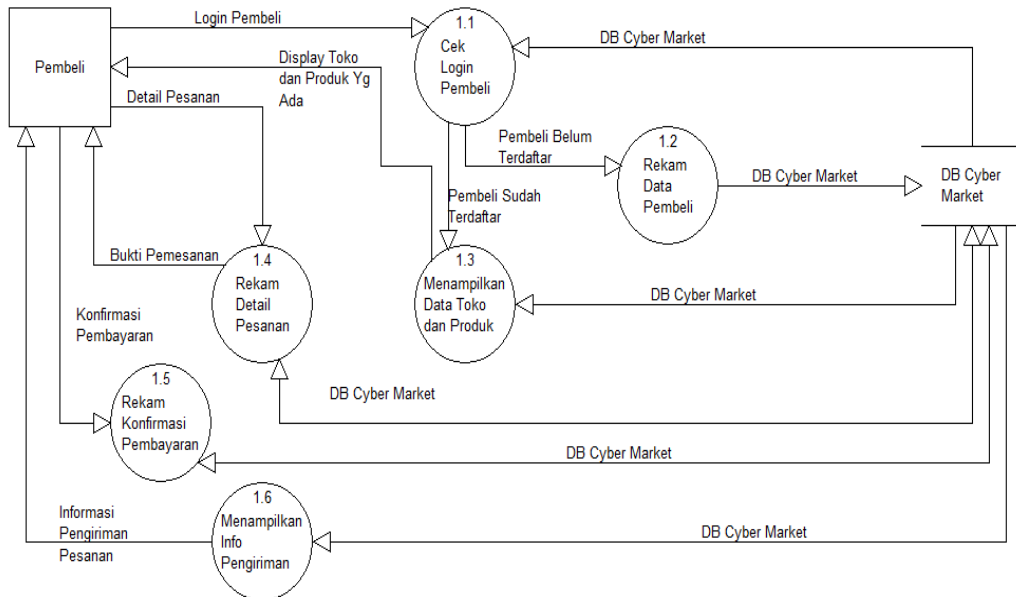 Login Pembeli
1.1
Cek
Login
Pembeli
DB Cyber Market
Pembeli
Display Toko
dan Produk Yg
Ada
Detail Pesanan
Pembeli Belum
Terdaftar
1.2
Rekam
Data
Pembeli
DB Cyber Market
DB Cyber
Market
Pembeli Sudah
Terdaftar
Bukti Pemesanan
1.4
Rekam
Detail
Pesanan
1.3
Menampilkan
Data Toko
dan Produk
DB Cyber Market
Konfirmasi
Pembayaran
1.5
Rekam
Konfirmasi
Pembayaran
DB Cyber Market
DB Cyber Market
Informasi
Pengiriman
Pesanan
1.6
Menampilkan
Info
Pengiriman
DB Cyber Market